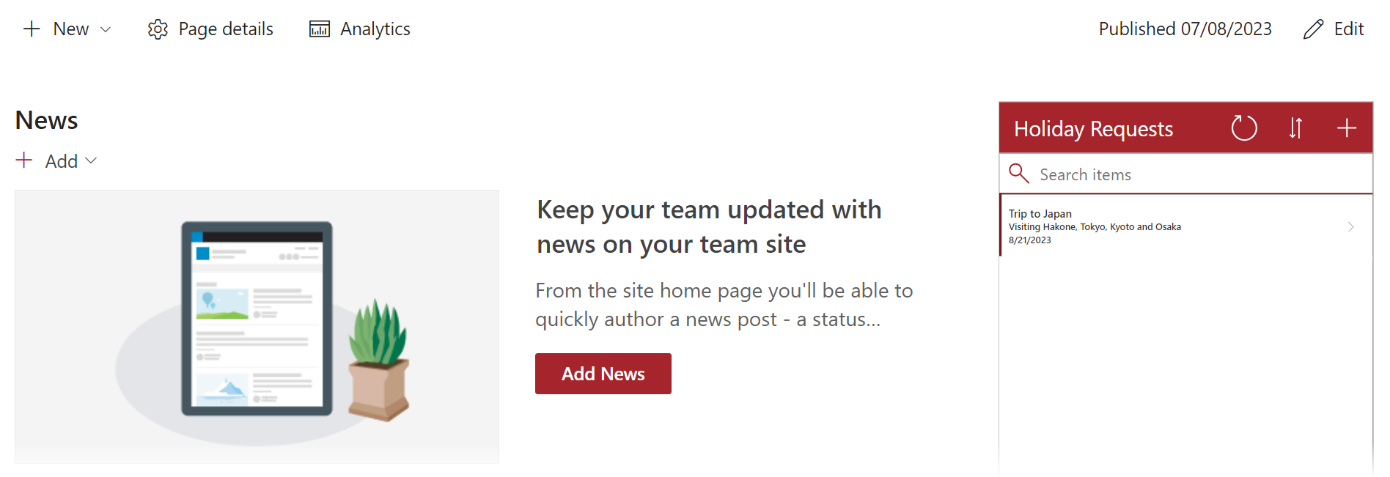 New
Page details
Analytics
Published 07/08/2023
Edit
News
Add
Keep your team updated with
news on your team site
From the site home page you'll be able to
quickly author a news post - a status...
Add News
Holiday Requests
Search items
Trip to Japan
Visiting Hakone, Tokyo, Kyoto and Osaka
8/21/2023